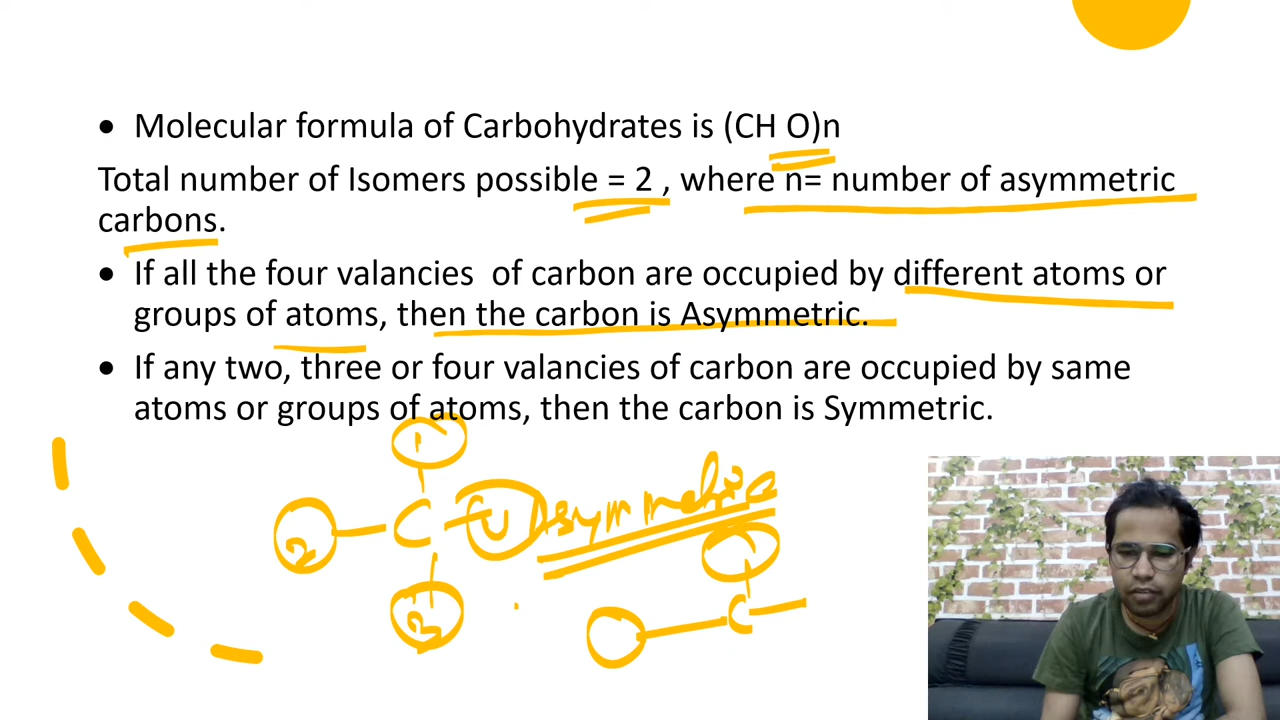 • Molecular formula of Carbohydrates is (CH O)n
Total number of Isomers possible = 2 , where n= number of asymmetric
carbons.
• If all the four valancies of carbon are occupied by different atoms or
groups of atoms, then the carbon is Asymmetric.
• If any two, three or four valancies of carbon are occupied by same
atoms or groups of atoms, then the carbon is Symmetric.
1
2 C Asymmetric
3 C